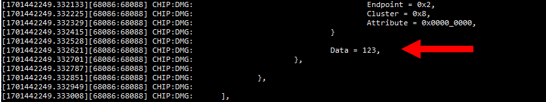 [1701442249.332133][68086:68088] CHIP:DMG: Endpoint = 0x2,
[1701442249.332225][68086:68088] CHIP:DMG: Cluster = 0x8,
[1701442249.332329][68086:68088] CHIP:DMG: Attribute = 0x0000_0000,
[1701442249.332415][68086:68088] CHIP:DMG: }
[1701442249.332528][68086:68088] CHIP:DMG:
[1701442249.332621][68086:68088] CHIP:DMG: Data = 123,
[1701442249.332701][68086:68088] CHIP:DMG: },
[1701442249.332787][68086:68088] CHIP:DMG:
[1701442249.332851][68086:68088] CHIP:DMG: },
[1701442249.332949][68086:68088] CHIP:DMG:
[1701442249.333008][68086:68088] CHIP:DMG: ],